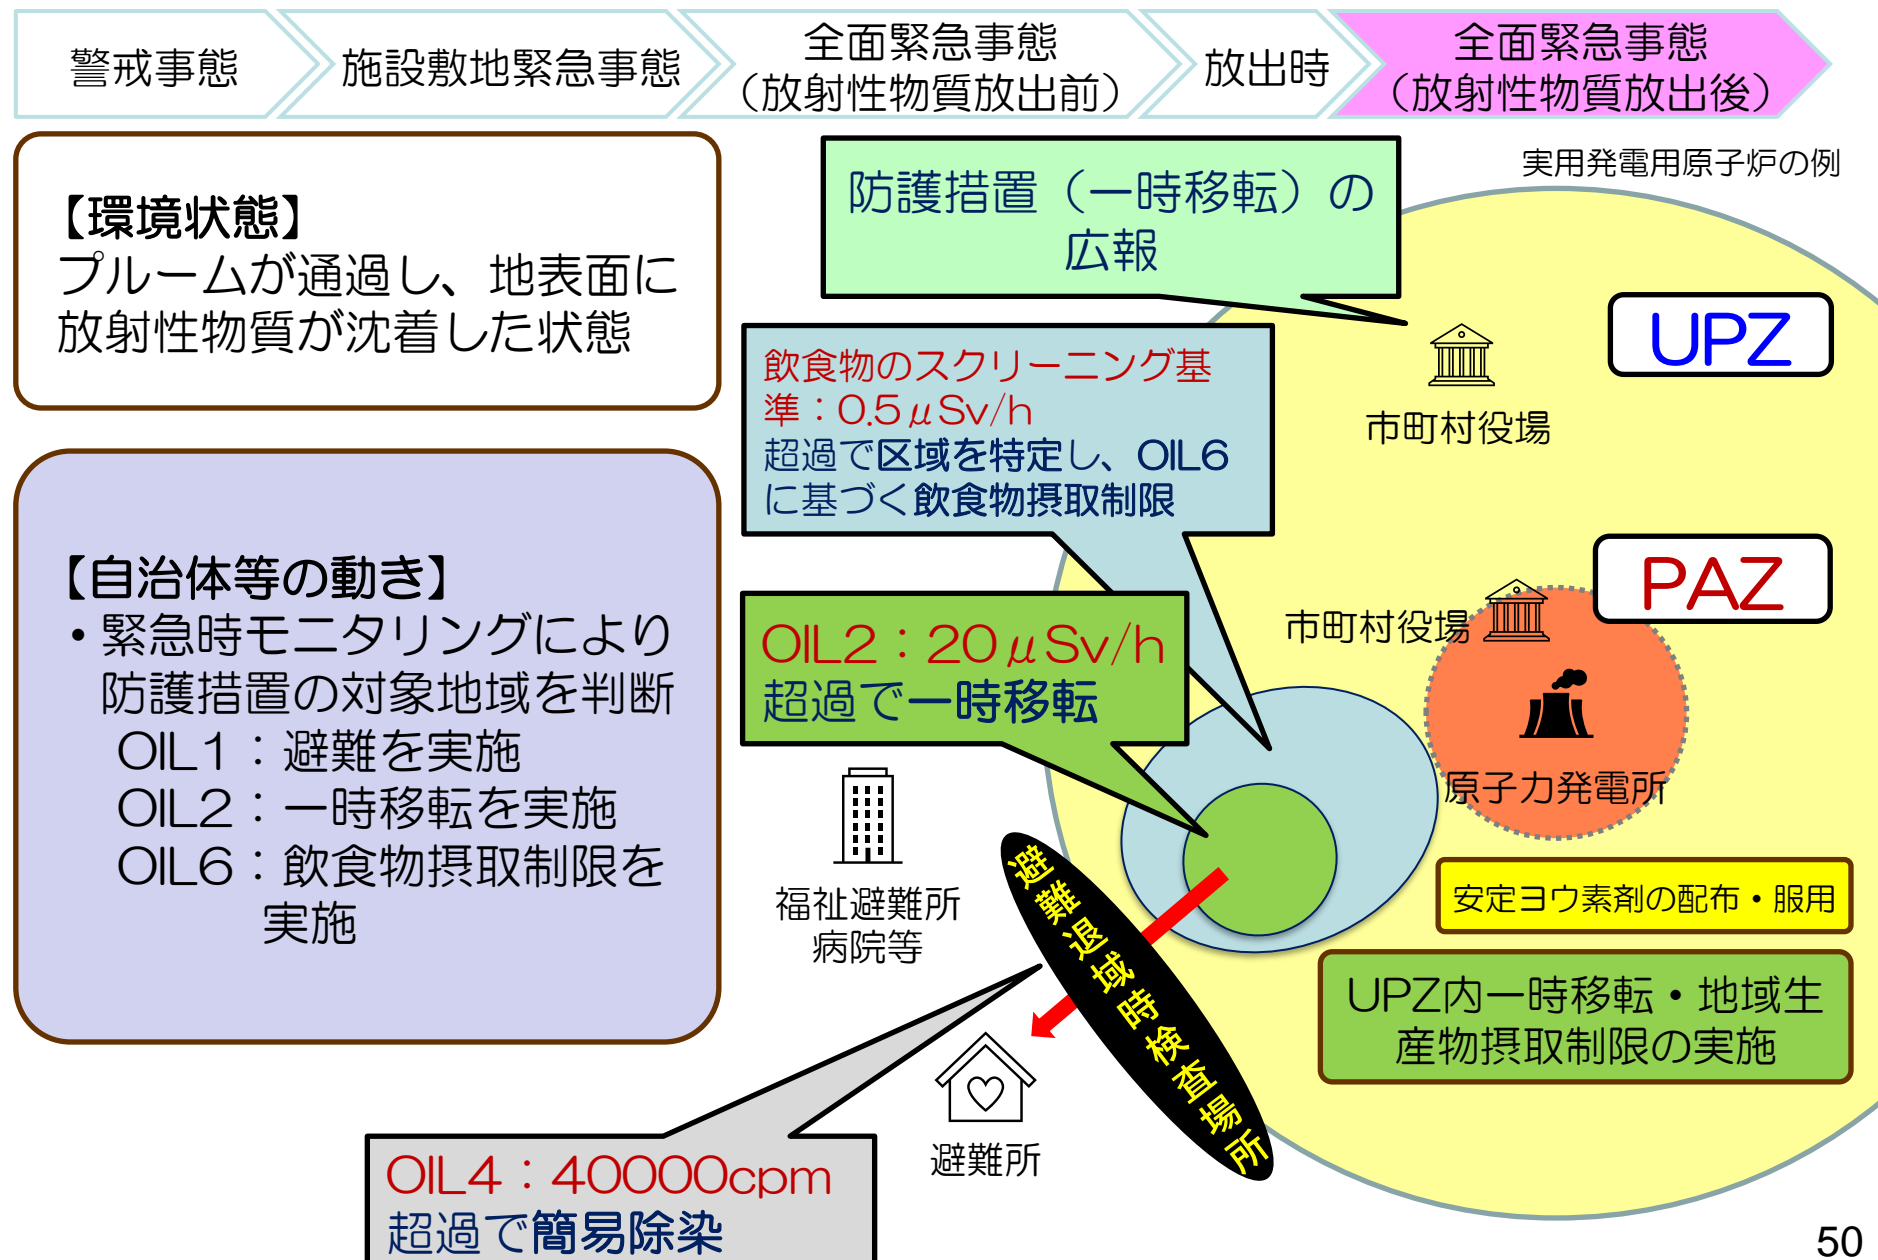 警戒事態
施設敷地緊急事態
全面緊急事態
（放射性物質放出前）
放出時
全面緊急事態
（放射性物質放出後）
【環境状態】
プルームが通過し、地表面に
放射性物質が沈着した状態
【自治体等の動き】
・緊急時モニタリングにより
防護措置の対象地域を判断
OIL1：避難を実施
OIL2：一時移転を実施
OIL6：飲食物摂取制限を
実施
実用発電用原子炉の例
防護措置（一時移転）の
広報
UPZ
市町村役場
飲食物のスクリーニング基
準：0.5μSv/h
超過で区域を特定し、OIL6
に基づく飲食物摂取制限
PAZ
市町村役場
原子力発電所
OIL2：20μSv/h
超過で一時移転
福祉避難所
病院等
避難退域時検査場所
安定ヨウ素剤の配布・服用
UPZ内一時移転・地域生
産物摂取制限の実施
避難所
OIL4：40000cpm
超過で簡易除染
50